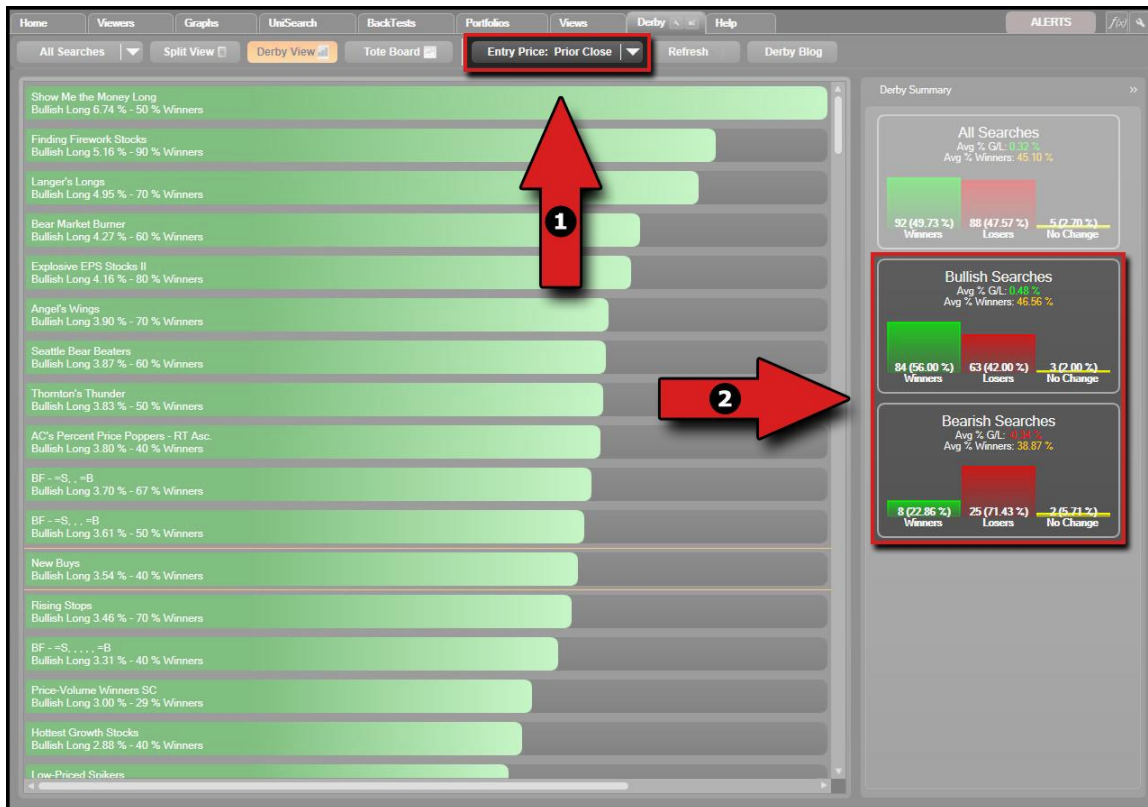 Home Viewers Graphs UniSearch BackTests Portfolios Views Derby Help ALERTS f(x)
All Searches Split View Derby View Tote Board Entry Price: Prior Close Refresh Derby Blog
Show Me the Money Long
Bullish Long 6.74 % - 50 % Winners
Finding Firework Stocks
Bullish Long 5.16 % - 90 % Winners
Langer's Longs
Bullish Long 4.95 % - 70 % Winners
Bear Market Burner
Bullish Long 4.27 % - 60 % Winners
Explosive EPS Stocks II
Bullish Long 4.16 % - 80 % Winners
Angel's Wings
Bullish Long 3.90 % - 70 % Winners
Seattle Bear Beaters
Bullish Long 3.87 % - 60 % Winners
Thornton's Thunder
Bullish Long 3.83 % - 50 % Winners
AC's Percent Price Poppers - RT Asc.
Bullish Long 3.80 % - 40 % Winners
BF - =S, , =B
Bullish Long 3.70 % - 67 % Winners
BF - =S, , , =B
Bullish Long 3.61 % - 50 % Winners
New Buys
Bullish Long 3.54 % - 40 % Winners
Rising Stops
Bullish Long 3.46 % - 70 % Winners
BF - =S, , , , , =B
Bullish Long 3.31 % - 40 % Winners
Price-Volume Winners SC
Bullish Long 3.00 % - 29 % Winners
Hottest Growth Stocks
Bullish Long 2.88 % - 40 % Winners
Low-Priced Spikers
1
2
Derby Summary »
All Searches
Avg % G/L: 0.32 %
Avg % Winners: 45.10 %
92 (49.73 %) 88 (47.57 %) 5 (2.70 %)
Winners Losers No Change
Bullish Searches
Avg % G/L: 0.48 %
Avg % Winners: 46.56 %
84 (56.00 %) 63 (42.00 %) 3 (2.00 %)
Winners Losers No Change
Bearish Searches
Avg % G/L:
Avg % Winners: 38.87 %
8 (22.86 %) 25 (71.43 %) 2 (5.71 %)
Winners Losers No Change